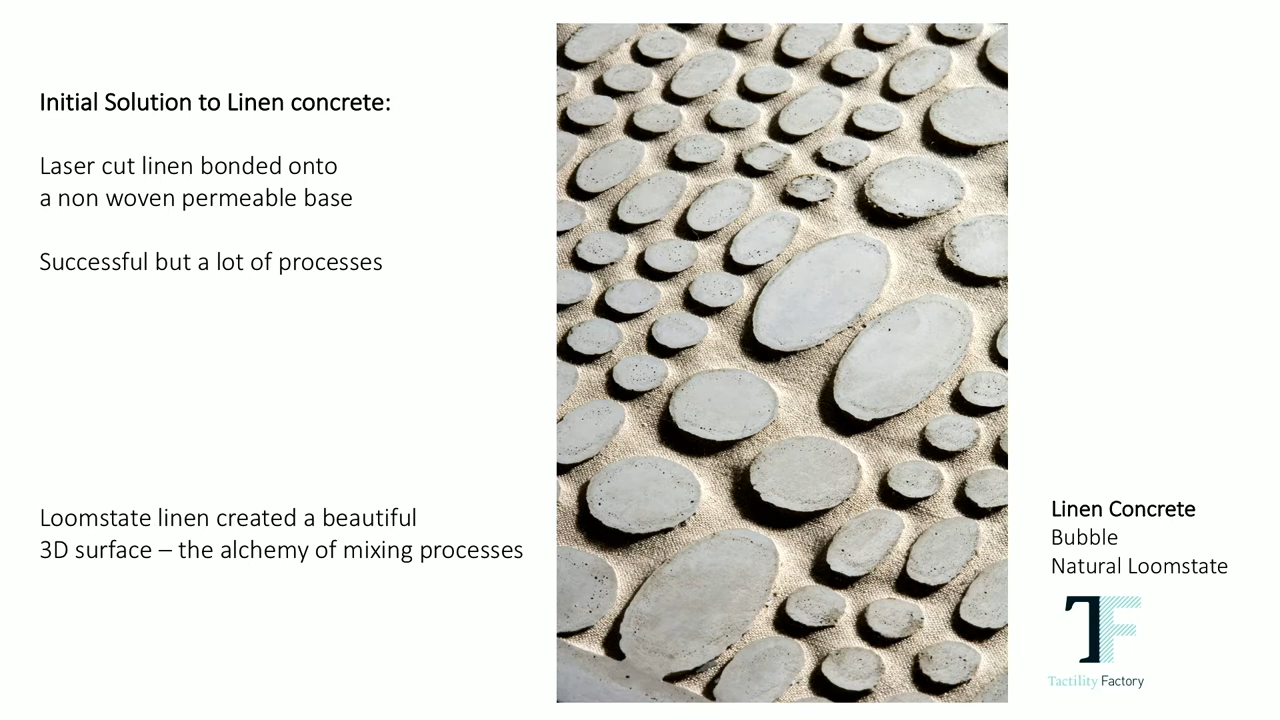 Initial Solution to Linen concrete:
Laser cut linen bonded onto
a non woven permeable base
Successful but a lot of processes
Loomstate linen created a beautiful
3D surface – the alchemy of mixing processes
Linen Concrete
Bubble
Natural Loomstate
TF
Tactility Factory